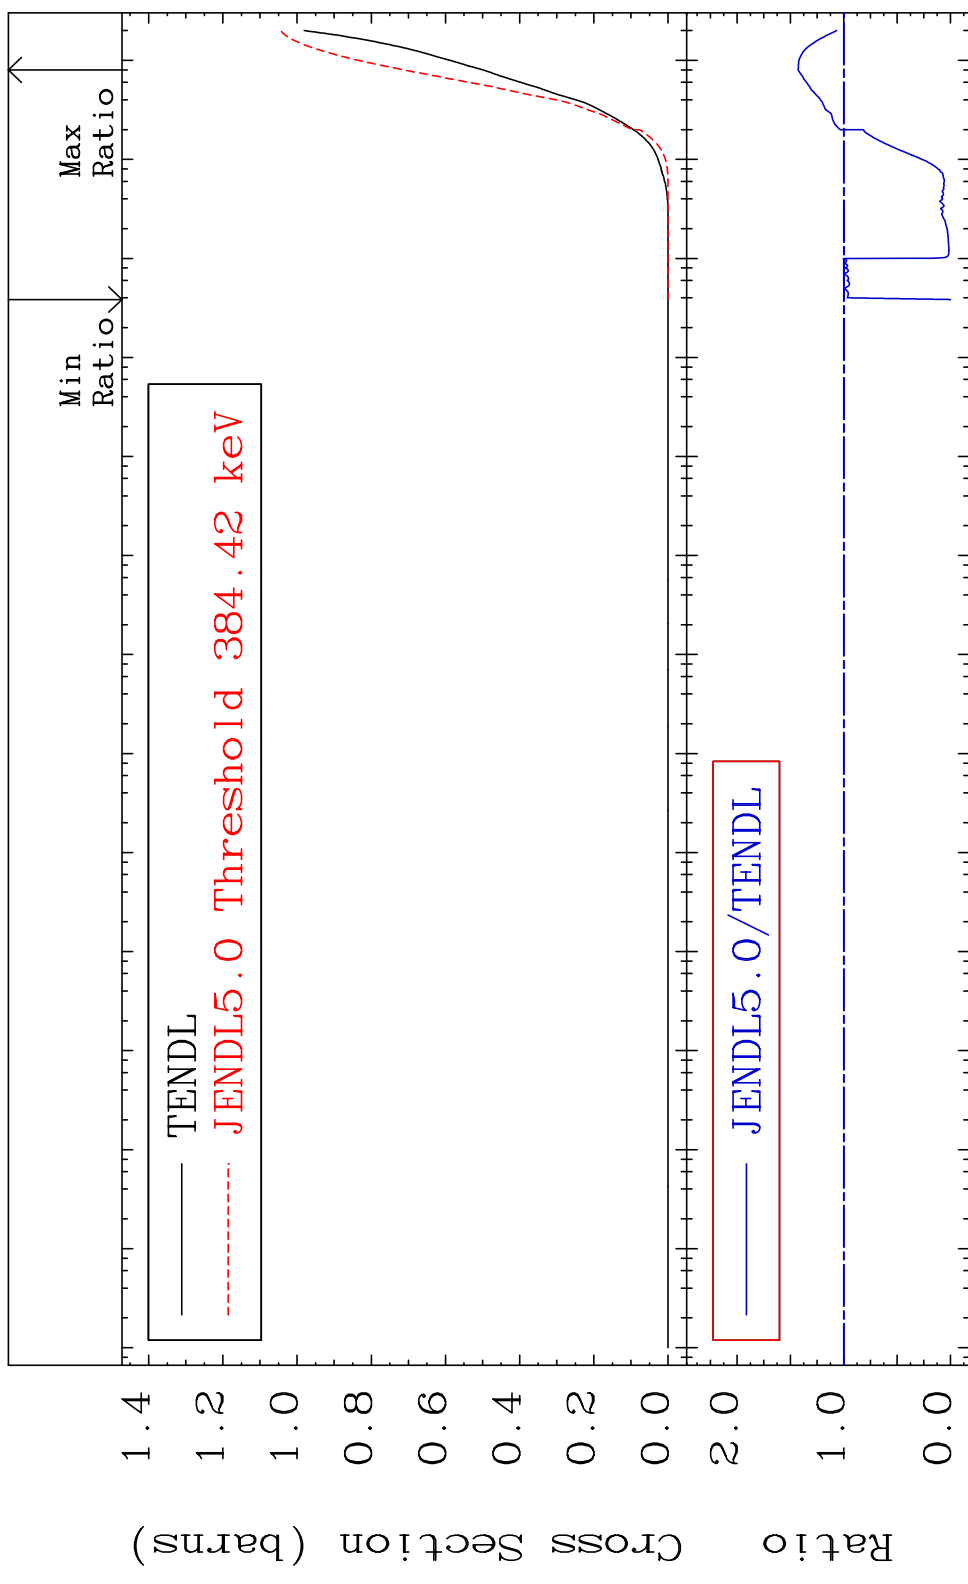 Min
Ratio
Max
Ratio
TENDL
JENDL5.0 Threshold 384.42 keV
JENDL5.0/TENDL
1.4
1.2
1.0
0.8
0.6
0.4
0.2
0.0
2.0
1.0
0.0
Cross Section (barns)
Ratio